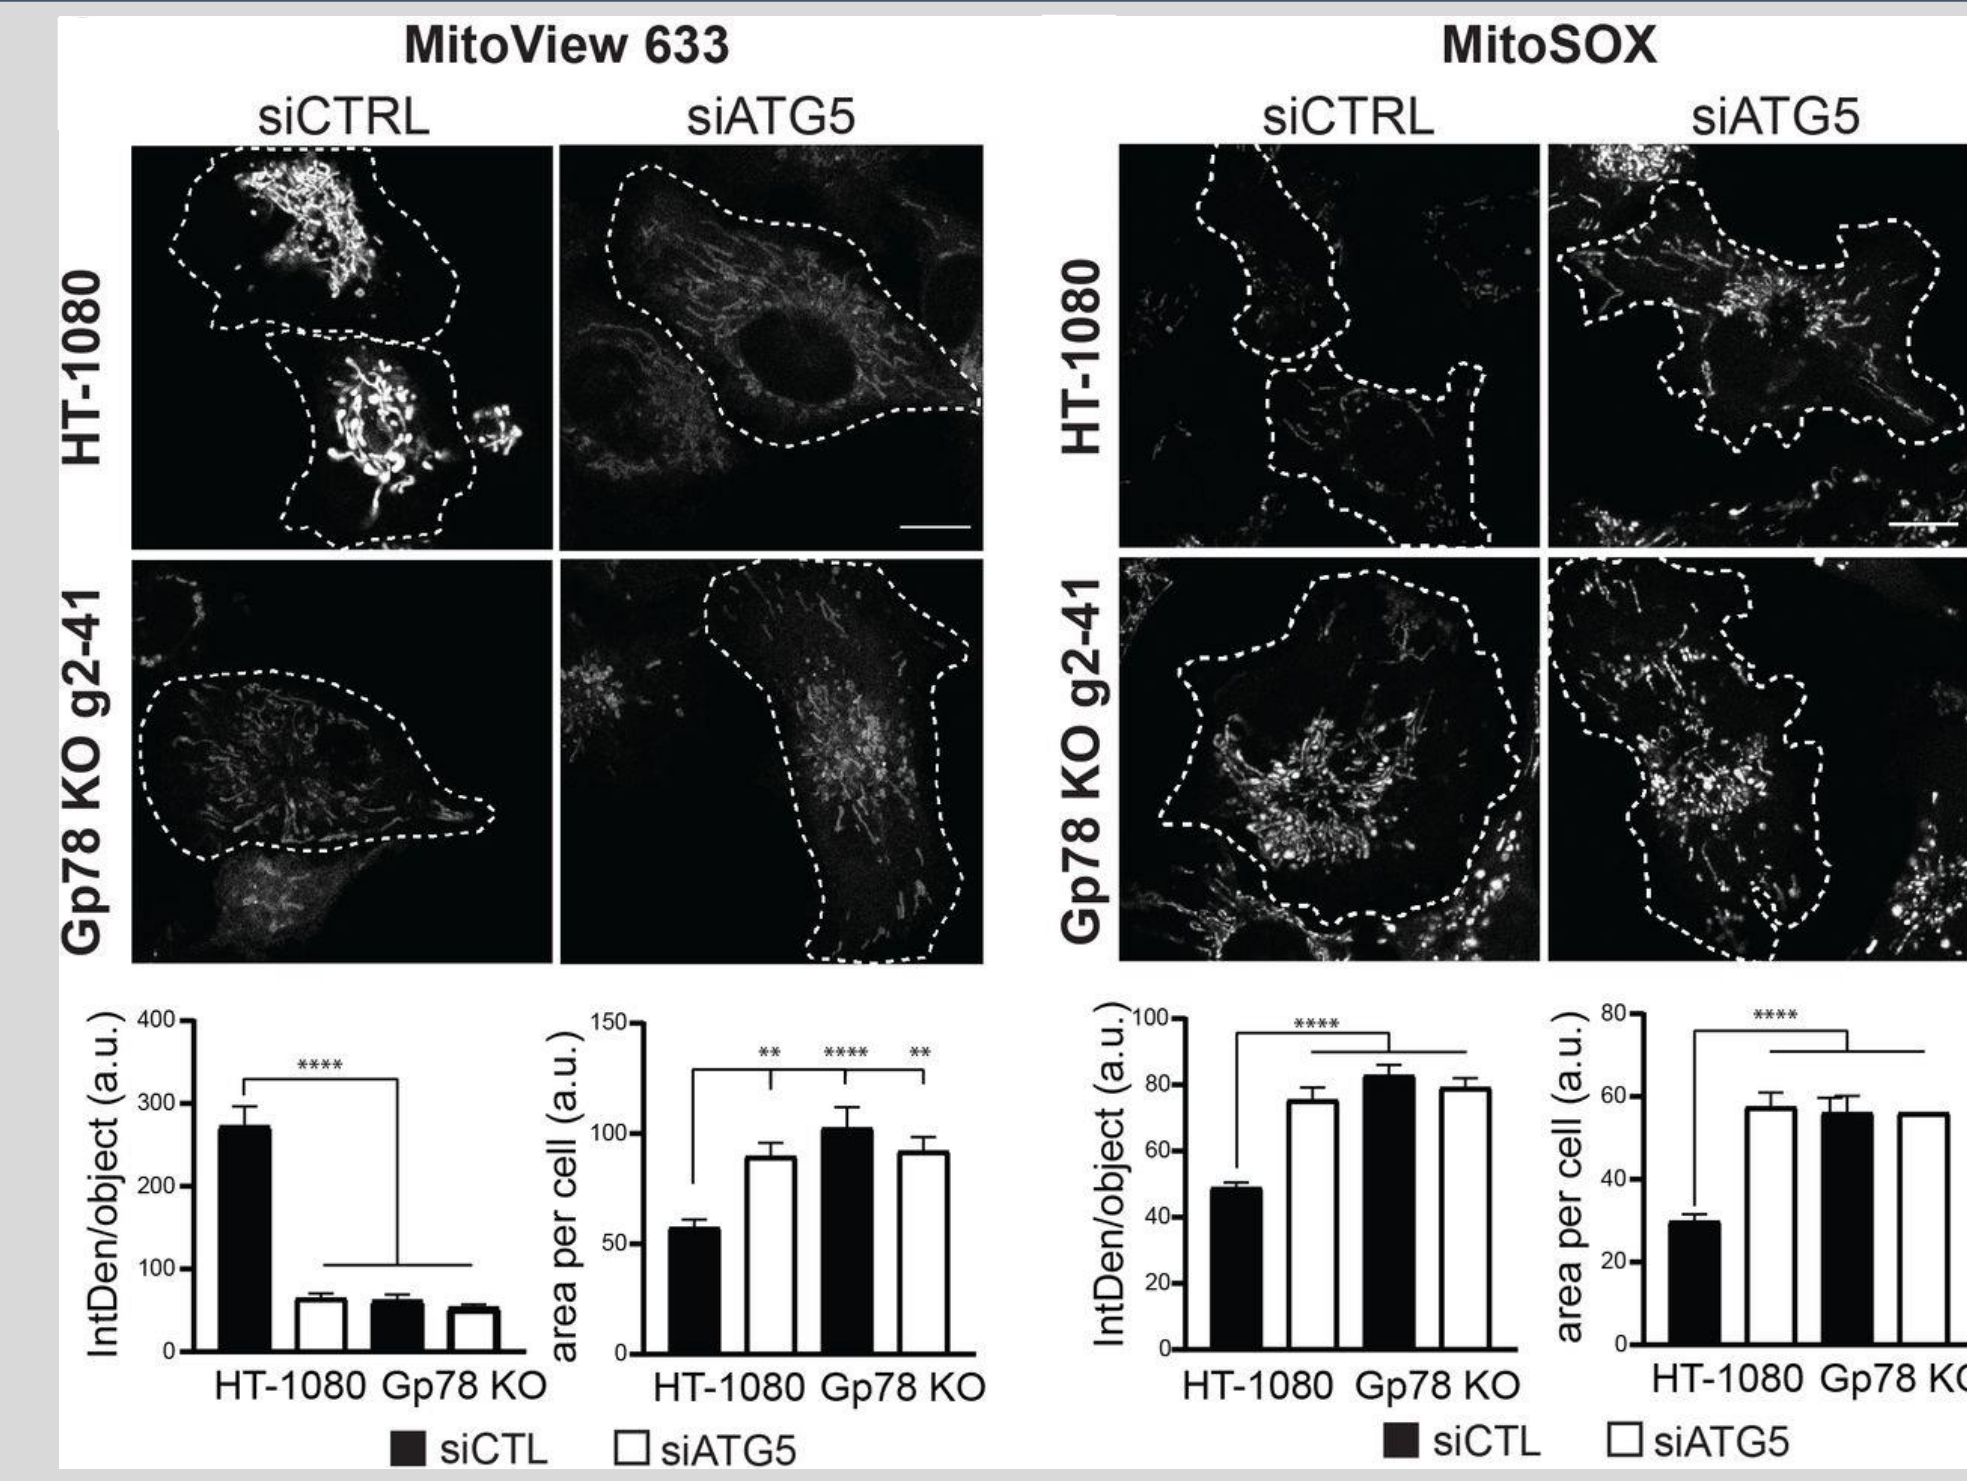 MitoView 633
siCTRL siATG5
HT-1080
Gp78 KO g2-41
IntDen/object (a.u.)
400
300
200
100
0
****
HT-1080 Gp78 KO
area per cell (a.u.)
150
100
50
0
** **** **
HT-1080 Gp78 KO
siCTL siATG5
MitoSOX
siCTRL siATG5
HT-1080
Gp78 KO g2-41
IntDen/object (a.u.)
100
80
60
40
20
0
****
HT-1080 Gp78 KO
area per cell (a.u.)
80
60
40
20
0
****
HT-1080 Gp78 K
siCTL siATG5